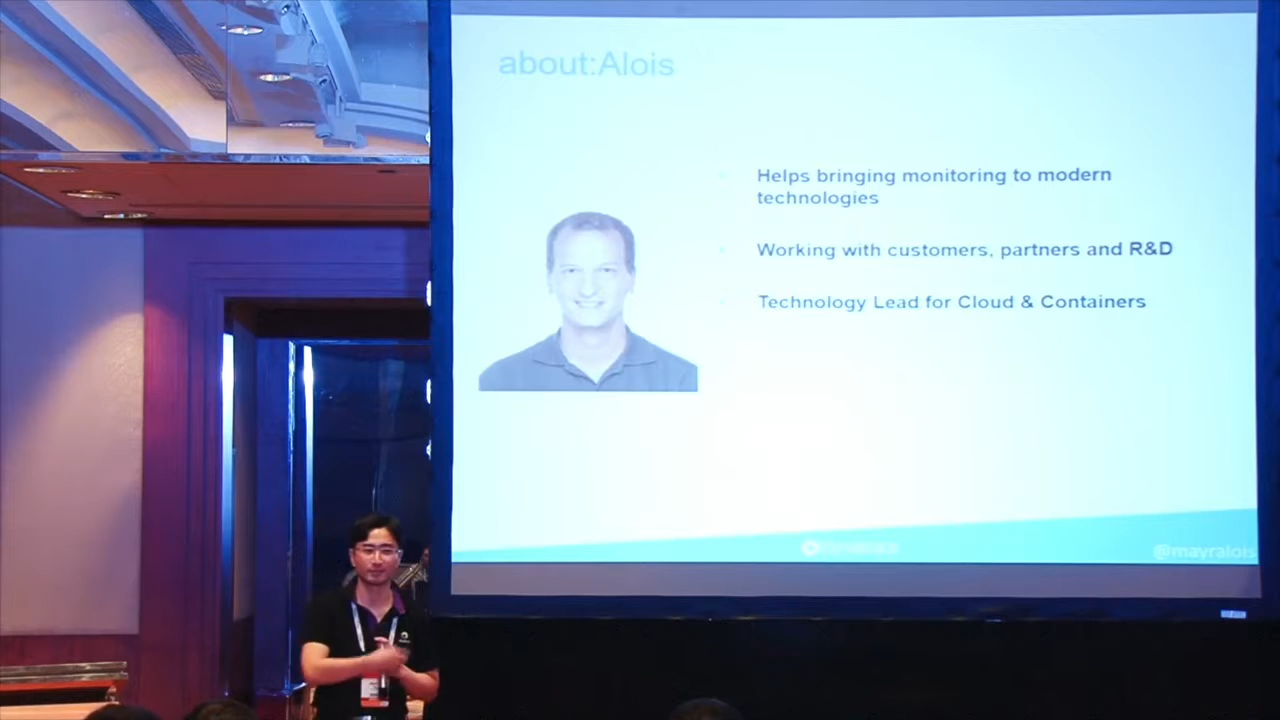 about:Alois
Helps bringing monitoring to modern
technologies
Working with customers, partners and R&D
Technology Lead for Cloud & Containers
@mayralois